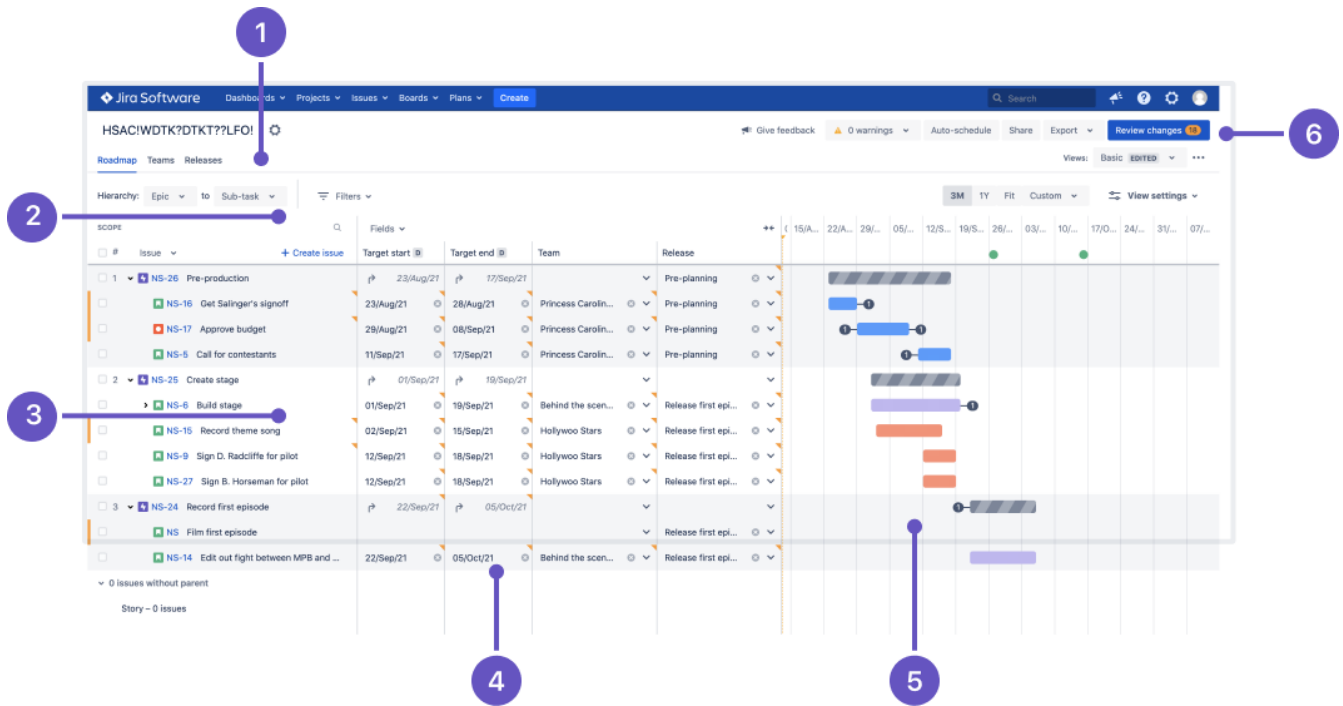 1
Jira Software Dashboards Projects Issues Boards Plans Create Search
HSAC!WDTK?DTKT??LFO! Give feedback 0 warnings Auto-schedule Share Export Review changes 18
6
Roadmap Teams Releases Views: Basic EDITED
Hierarchy: Epic to Sub-task Filters 3M 1Y Fit Custom View settings
2
SCOPE Fields ( 15/A... 22/A... 29/... 05/... 12/S... 19/S... 26/... 03/... 10/... 17/O... 24/... 31/... 07/...
# Issue + Create issue Target start D Target end D Team Release
1 NS-26 Pre-production 23/Aug/21 17/Sep/21 Pre-planning
NS-16 Get Salinger's signoff 23/Aug/21 28/Aug/21 Princess Carolin... Pre-planning 1
NS-17 Approve budget 29/Aug/21 08/Sep/21 Princess Carolin... Pre-planning 1 1
NS-5 Call for contestants 11/Sep/21 17/Sep/21 Princess Carolin... Pre-planning 1
2 NS-25 Create stage 01/Sep/21 19/Sep/21
NS-6 Build stage 01/Sep/21 19/Sep/21 Behind the scen... Release first epi... 1
3
NS-15 Record theme song 02/Sep/21 15/Sep/21 Hollywoo Stars Release first epi...
NS-9 Sign D. Radcliffe for pilot 12/Sep/21 18/Sep/21 Hollywoo Stars Release first epi...
NS-27 Sign B. Horseman for pilot 12/Sep/21 18/Sep/21 Hollywoo Stars Release first epi...
3 NS-24 Record first episode 22/Sep/21 05/Oct/21 1
NS Film first episode Release first epi...
NS-14 Edit out fight between MPB and ... 22/Sep/21 05/Oct/21 Behind the scen... Release first epi...
0 issues without parent
Story – 0 issues
4
5